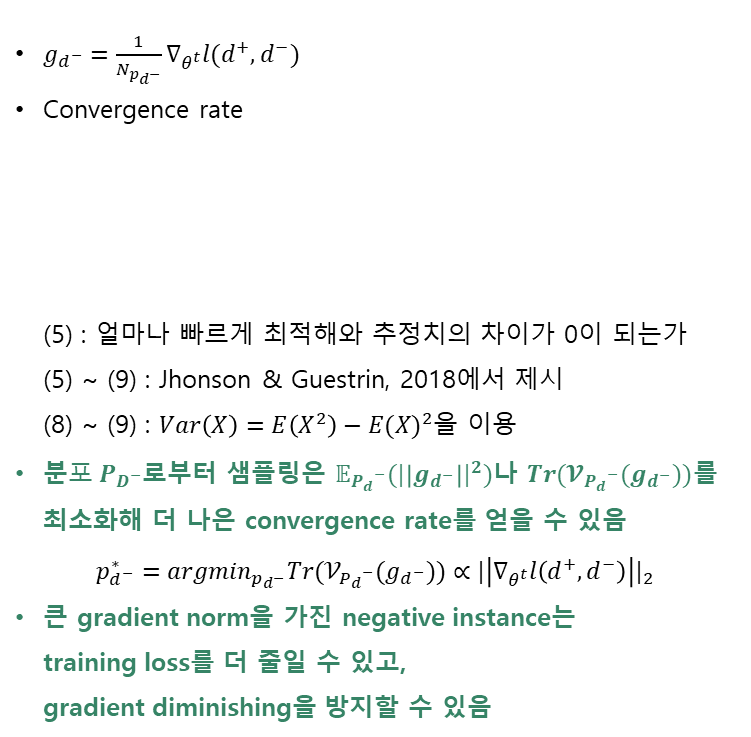 • g_{d⁻} = \frac{1}{N_{p_{d^-}}} ∇_{θ^t} l(d⁺, d⁻)
• Convergence rate
(5) : 얼마나 빠르게 최적해와 추정치의 차이가 0이 되는가
(5) ~ (9) : Jhonson & Guestrin, 2018에서 제시
(8) ~ (9) : Var(X) = E(X²) − E(X)²을 이용
• 분포 P_{D⁻}로부터 샘플링은 𝔼_{P_{d^-}}(||g_{d⁻}||²)나 Tr(𝒱_{P_{d^-}}(g_{d⁻}))를
최소화해 더 나은 convergence rate를 얻을 수 있음
p*_{d⁻} = argmin_{p_{d^-}} Tr(𝒱_{P_{d^-}}(g_{d⁻})) ∝ ||∇_{θ^t} l(d⁺, d⁻)||₂
• 큰 gradient norm을 가진 negative instance는
training loss를 더 줄일 수 있고,
gradient diminishing을 방지할 수 있음